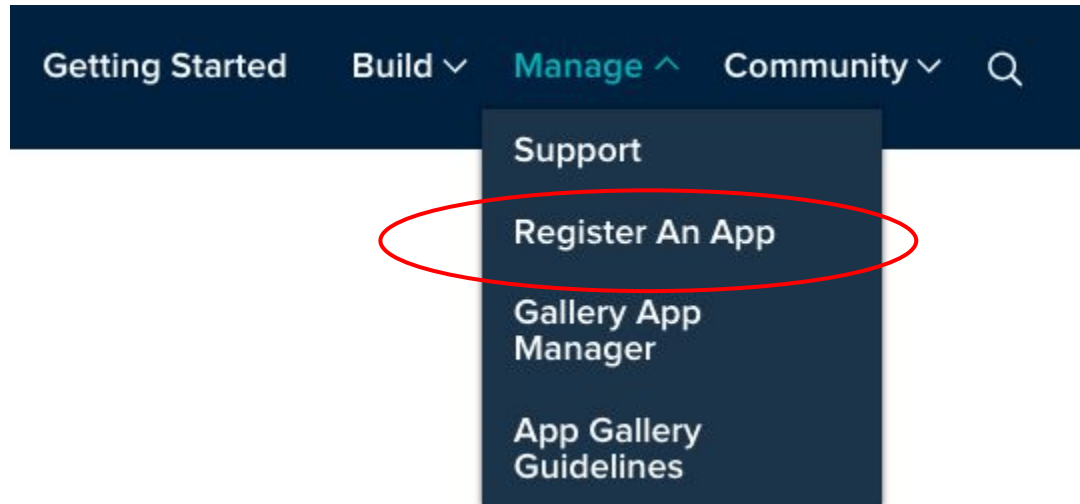 Getting Started Build Manage Community
Support
Register An App
Gallery App
Manager
App Gallery
Guidelines